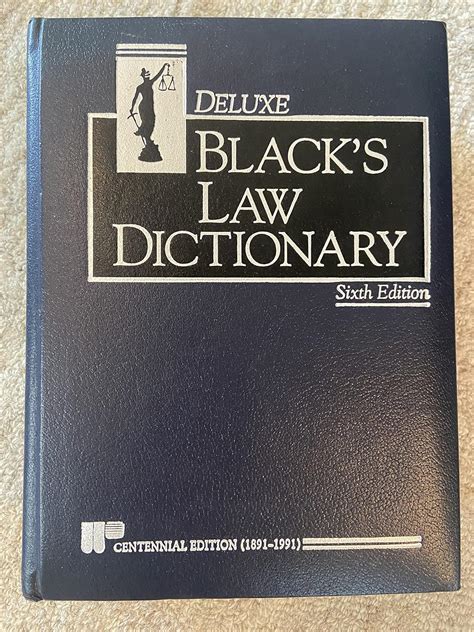 DELUXE
BLACK'S
LAW
DICTIONARY
Sixth Edition
CENTENNIAL EDITION (1891-1991)